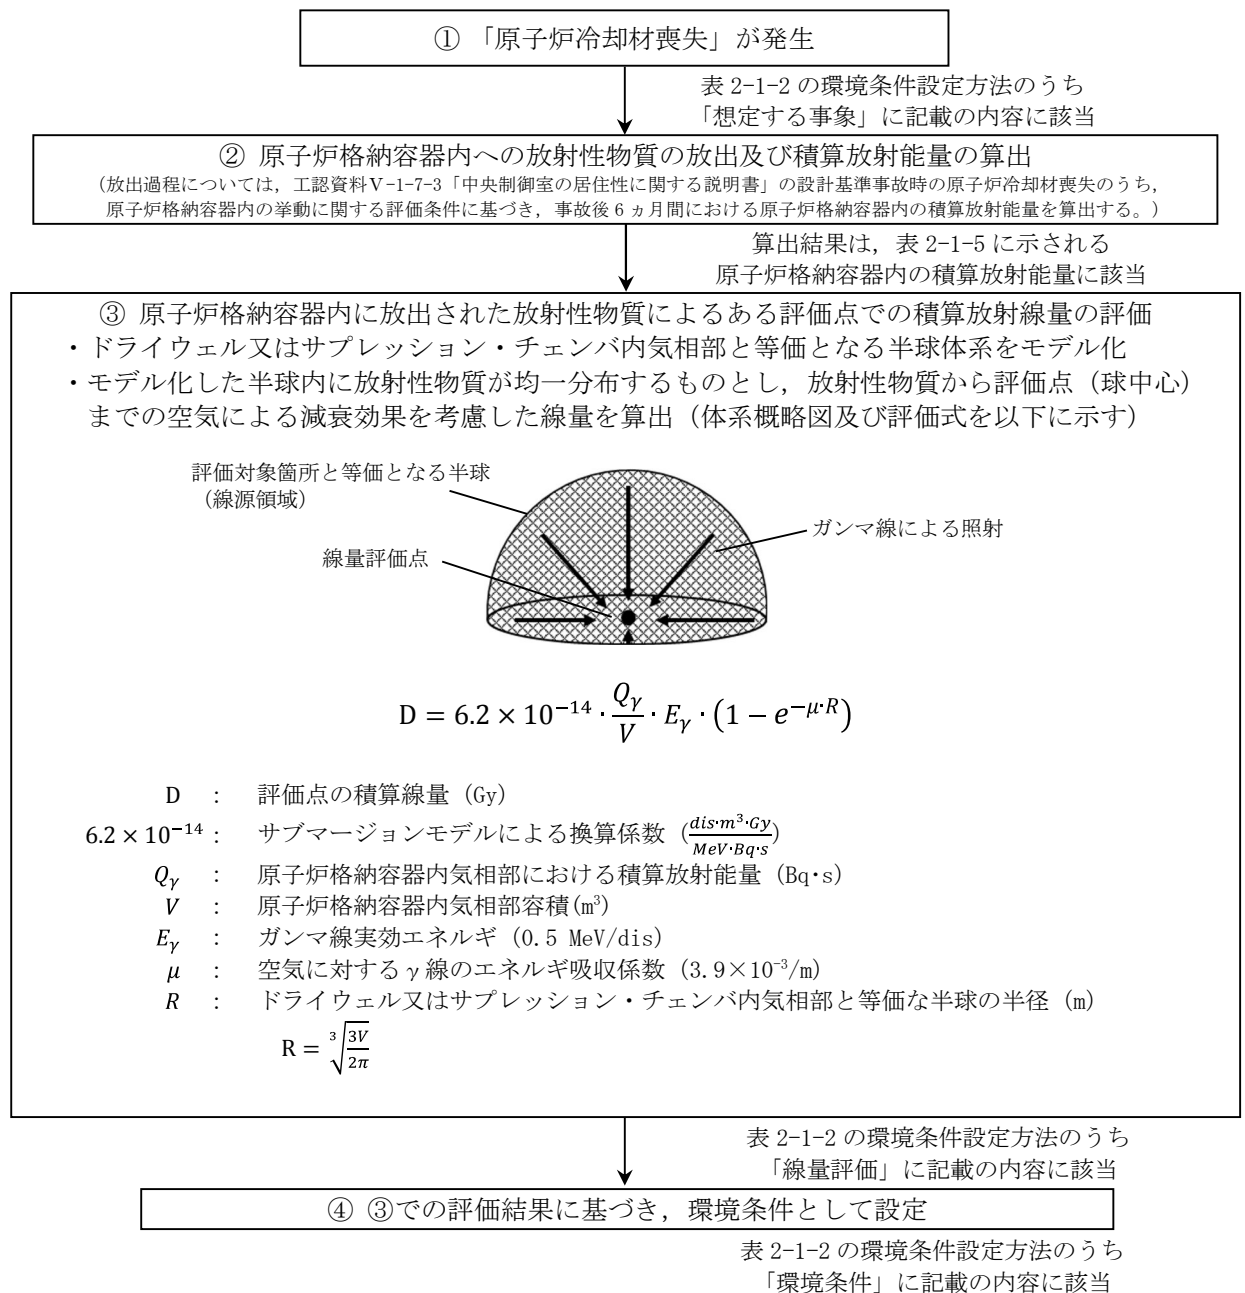 ① 「原子炉冷却材喪失」が発生
表 2-1-2 の環境条件設定方法のうち
「想定する事象」に記載の内容に該当
② 原子炉格納容器内への放射性物質の放出及び積算放射能量の算出
(放出過程については，工認資料Ⅴ-1-7-3「中央制御室の居住性に関する説明書」の設計基準事故時の原子炉冷却材喪失のうち，
原子炉格納容器内の挙動に関する評価条件に基づき，事故後 6 ヵ月間における原子炉格納容器内の積算放射能量を算出する。)
算出結果は，表 2-1-5 に示される
原子炉格納容器内の積算放射能量に該当
③ 原子炉格納容器内に放出された放射性物質によるある評価点での積算放射線量の評価
・ドライウェル又はサプレッション・チェンバ内気相部と等価となる半球体系をモデル化
・モデル化した半球内に放射性物質が均一分布するものとし，放射性物質から評価点（球中心）
までの空気による減衰効果を考慮した線量を算出（体系概略図及び評価式を以下に示す）
評価対象箇所と等価となる半球
（線源領域）
ガンマ線による照射
線量評価点
D = 6.2 × 10⁻¹⁴ · Qᵧ/V · Eᵧ · (1 − e^(−μ·R))
D : 評価点の積算線量 (Gy)
6.2 × 10⁻¹⁴ : サブマージョンモデルによる換算係数 (dis·m³·Gy/MeV·Bq·s)
Qᵧ : 原子炉格納容器内気相部における積算放射能量 (Bq・s)
V : 原子炉格納容器内気相部容積(m³)
Eᵧ : ガンマ線実効エネルギ (0.5 MeV/dis)
μ : 空気に対するγ線のエネルギ吸収係数 (3.9×10⁻³/m)
R : ドライウェル又はサプレッション・チェンバ内気相部と等価な半球の半径 (m)
R = ∛(3V/2π)
表 2-1-2 の環境条件設定方法のうち
「線量評価」に記載の内容に該当
④ ③での評価結果に基づき，環境条件として設定
表 2-1-2 の環境条件設定方法のうち
「環境条件」に記載の内容に該当